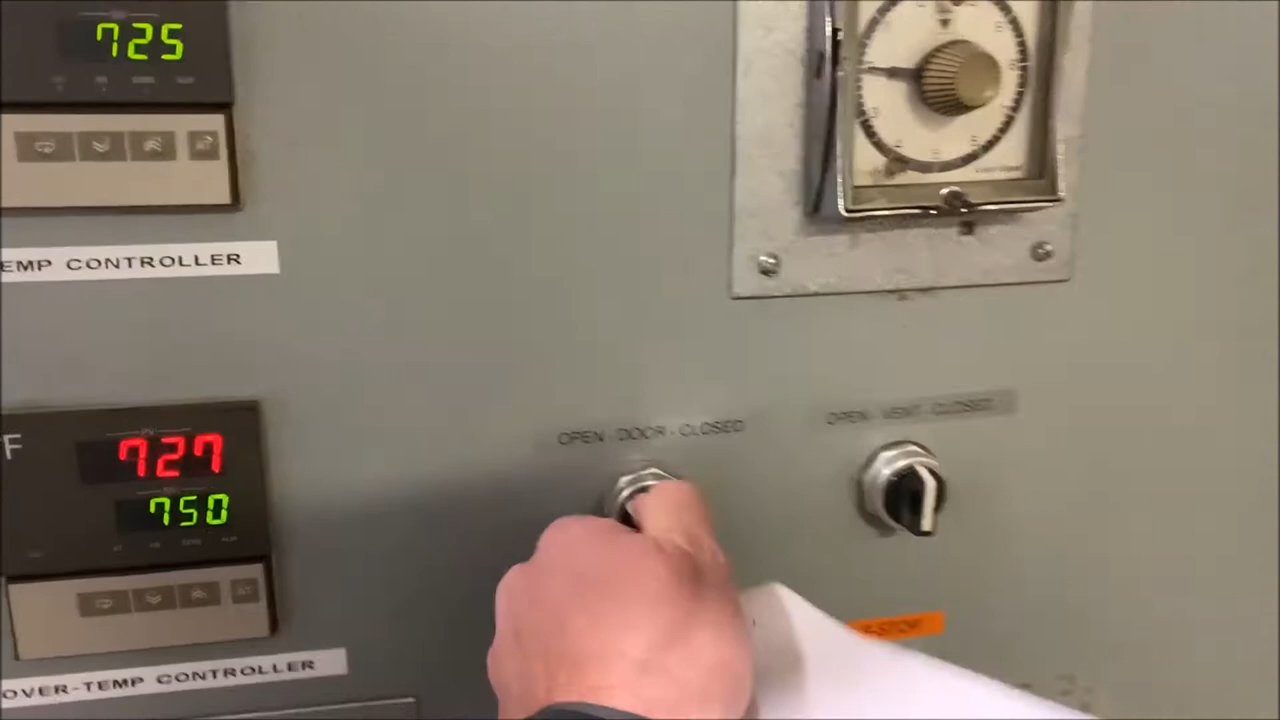 725
EMP CONTROLLER
F
727
750
OPEN - DOOR - CLOSED
OPEN - VENT - CLOSED
OVER-TEMP CONTROLLER